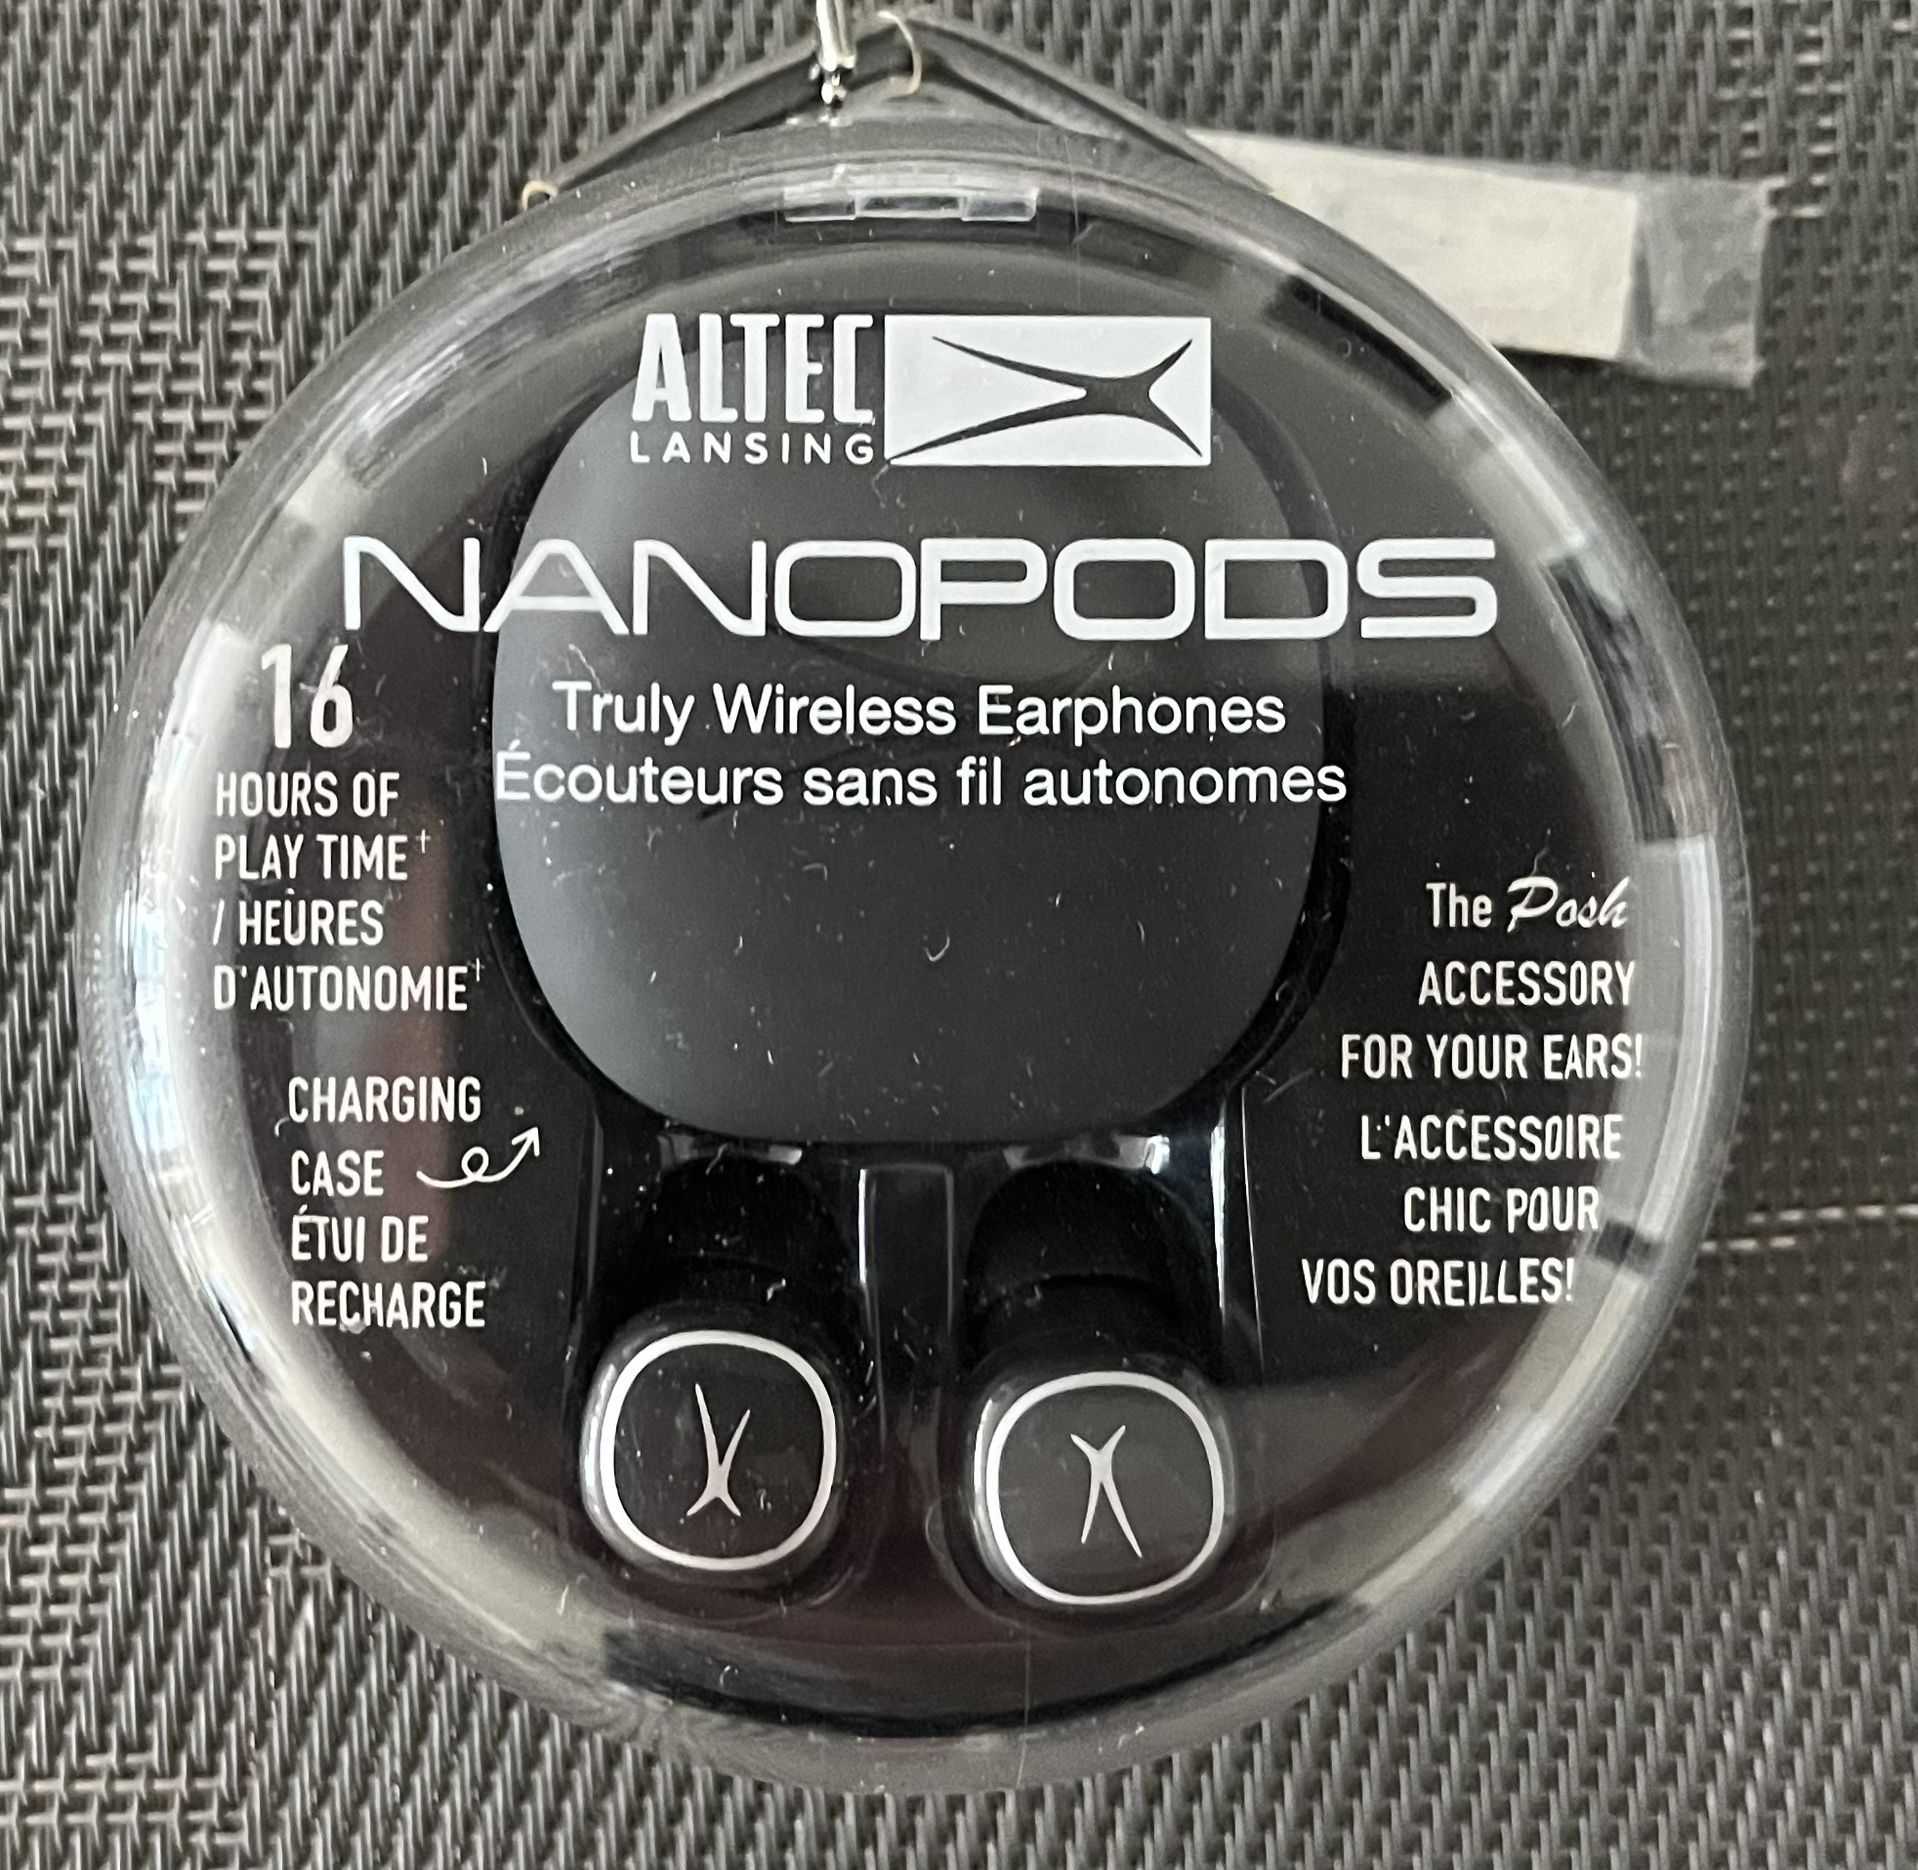 ALTEC
LANSING
NANOPODS
Truly Wireless Earphones
Écouteurs sans fil autonomes
16
HOURS OF
PLAY TIME†
/ HEURES
D'AUTONOMIE†
CHARGING
CASE
ÉTUI DE
RECHARGE
The Posh
ACCESSORY
FOR YOUR EARS!
L'ACCESSOIRE
CHIC POUR
VOS OREILLES!